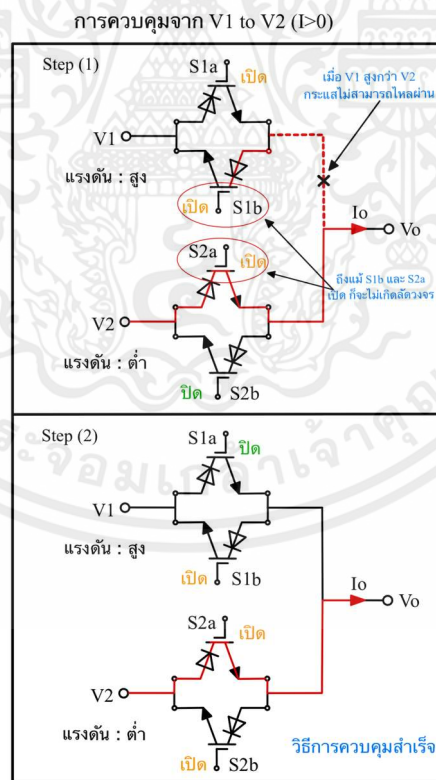 การควบคุมจาก V1 to V2 (I>0)
Step (1)
S1a
เปิด
เมื่อ V1 สูงกว่า V2
กระแสไม่สามารถไหลผ่าน
V1
แรงดัน : สูง
เปิด
S1b
Io
Vo
S2a
เปิด
ถึงแม้ S1b และ S2a
เปิด ก็จะไม่เกิดลัดวงจร
V2
แรงดัน : ต่ำ
ปิด
S2b
Step (2)
S1a
ปิด
V1
แรงดัน : สูง
เปิด
S1b
Io
Vo
S2a
เปิด
V2
แรงดัน : ต่ำ
เปิด
S2b
วิธีการควบคุมสำเร็จ